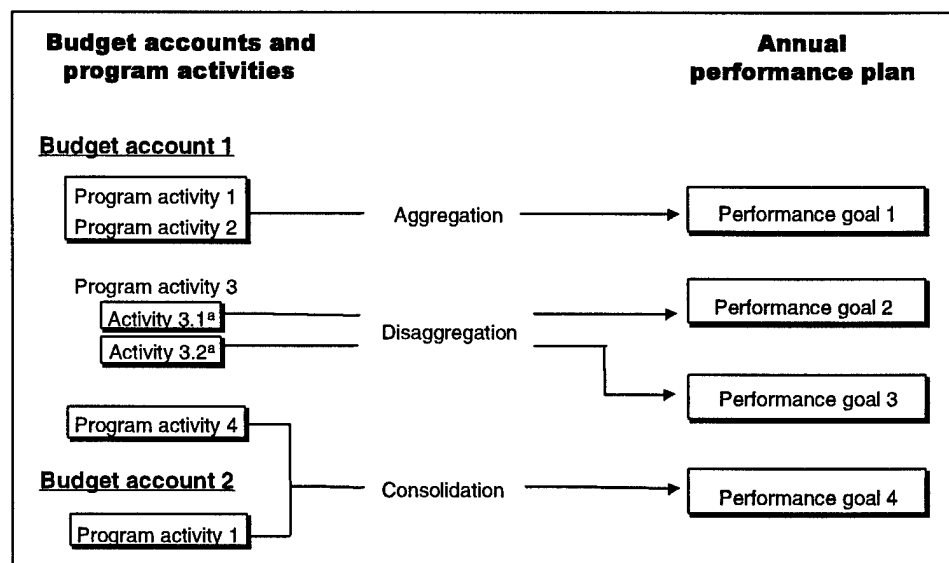 Budget accounts and
program activities
Annual
performance plan
Budget account 1
Program activity 1
Program activity 2
Aggregation
Performance goal 1
Program activity 3
Activity 3.1ª
Activity 3.2ª
Disaggregation
Performance goal 2
Performance goal 3
Program activity 4
Budget account 2
Program activity 1
Consolidation
Performance goal 4